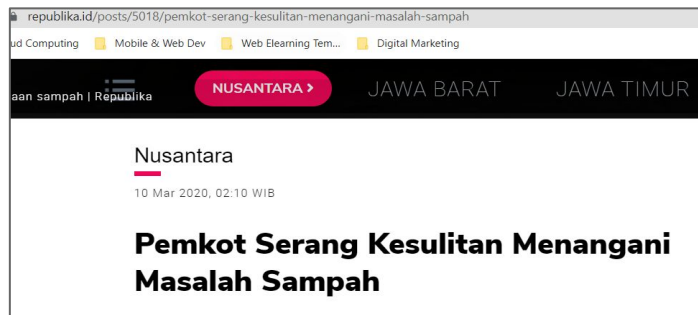 republika.id/posts/5018/pemkot-serang-kesulitan-menangani-masalah-sampah
ud Computing Mobile & Web Dev Web Elearning Tem... Digital Marketing
aan sampah | Republika NUSANTARA > JAWA BARAT JAWA TIMUR
Nusantara
10 Mar 2020, 02:10 WIB
Pemkot Serang Kesulitan Menangani
Masalah Sampah